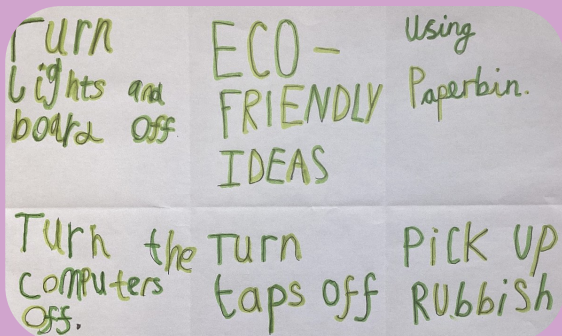 Turn
lights and
board off
ECO-
FRIENDLY
IDEAS
Using
Paperbin.
Turn the
computers
off.
Turn
taps off
Pick up
Rubbish